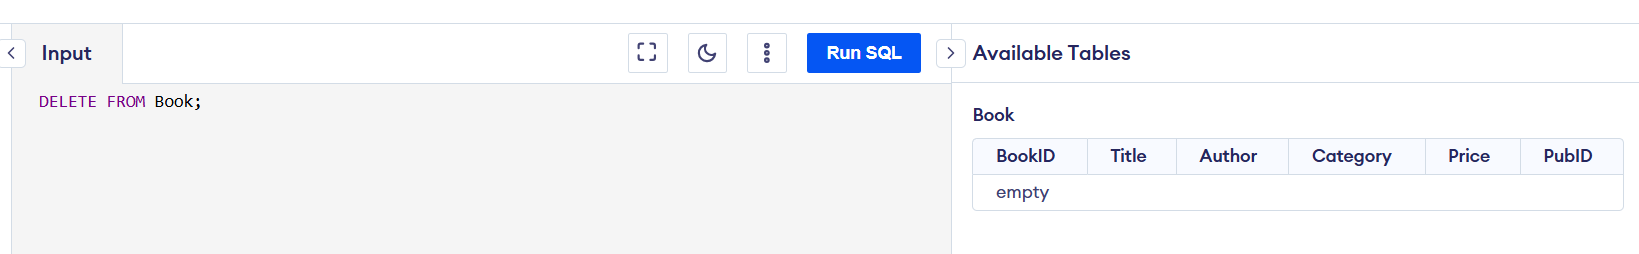 Input
Run SQL
Available Tables
DELETE FROM Book;
Book
BookID Title Author Category Price PubID
empty